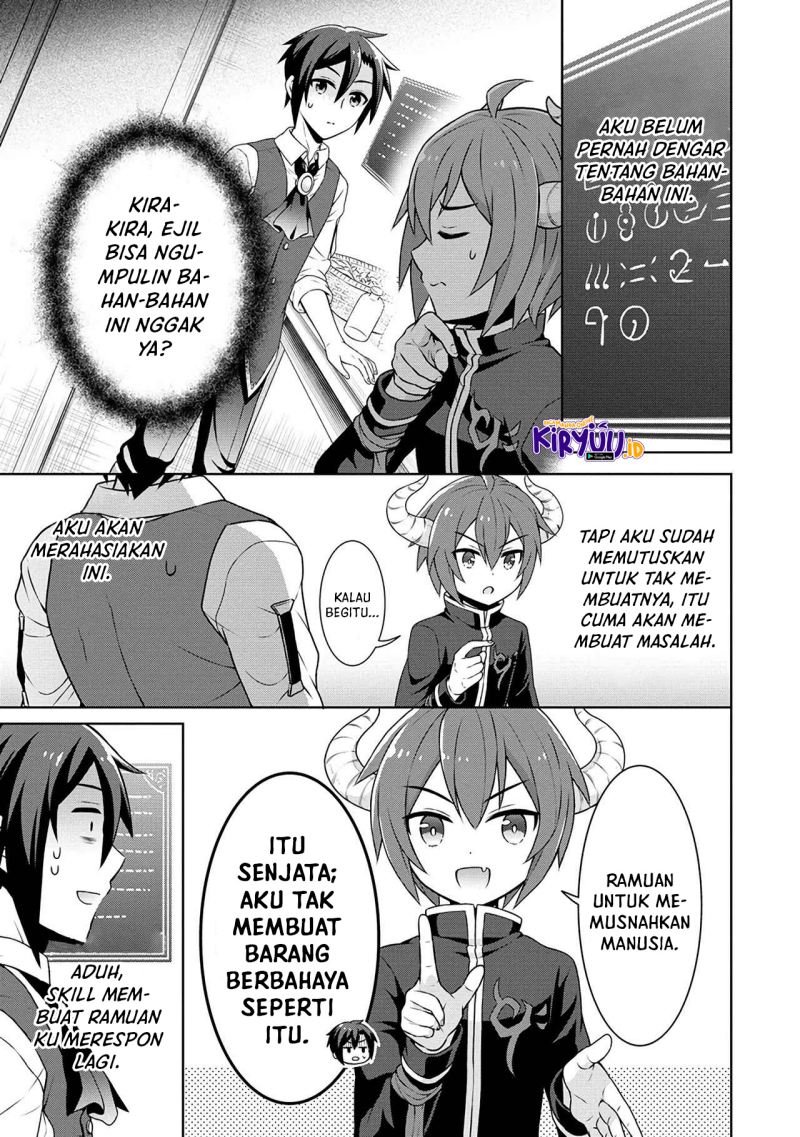 AKU BELUM
PERNAH DENGAR
TENTANG BAHAN-
BAHAN INI.
KIRA-
KIRA, EJIL
BISA NGU-
MPULIN BA-
HAN-BAHAN
INI NGGAK
YA?
KIRYUU.ID
TAPI AKU SUDAH
MEMUTUSKAN
UNTUK TAK ME-
MBUATNYA, ITU
CUMA AKAN ME-
MBUAT MASALAH.
KALAU
BEGITU...
AKU AKAN
MERAHASIAKAN
INI.
RAMUAN
UNTUK ME-
MUSNAHKAN
MANUSIA.
ITU
SENJATA;
AKU TAK
MEMBUAT
BARANG
BERBAHAYA
SEPERTI
ITU.
ADUH,
SKILL MEM-
BUAT RAMUAN
KU MERESPON
LAGI.